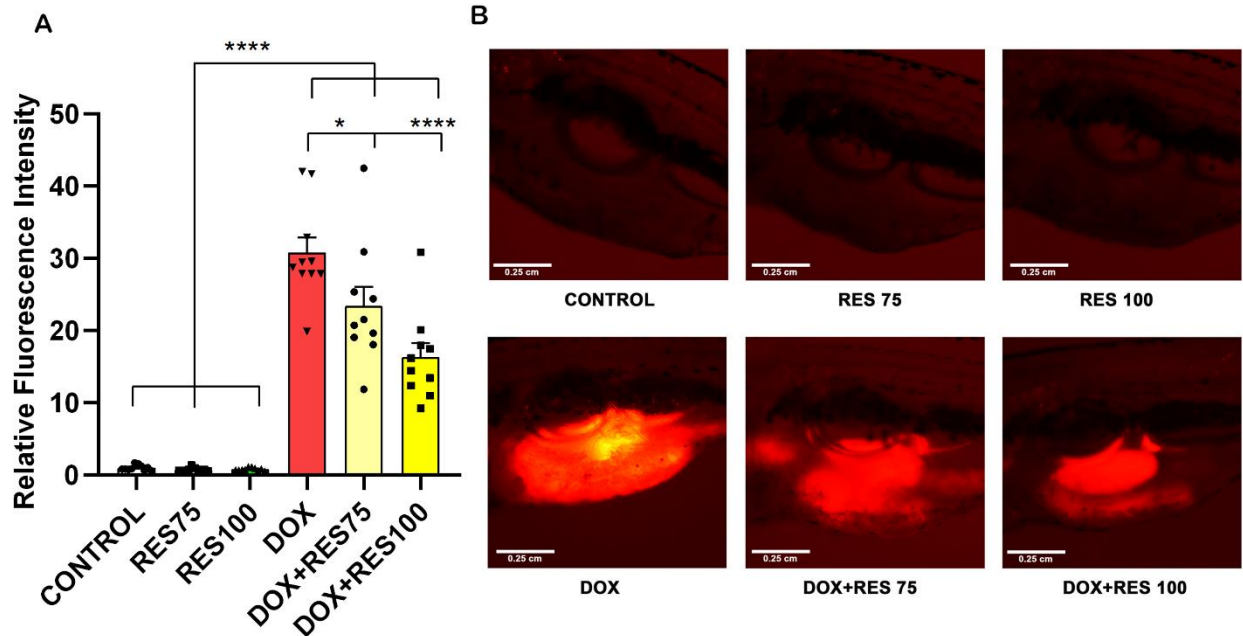 A
B
****
*
****
Relative Fluorescence Intensity
50
40
30
20
10
0
CONTROL
RES75
RES100
DOX
DOX+RES75
DOX+RES100
0.25 cm
0.25 cm
0.25 cm
CONTROL
RES 75
RES 100
0.25 cm
0.25 cm
0.25 cm
DOX
DOX+RES 75
DOX+RES 100